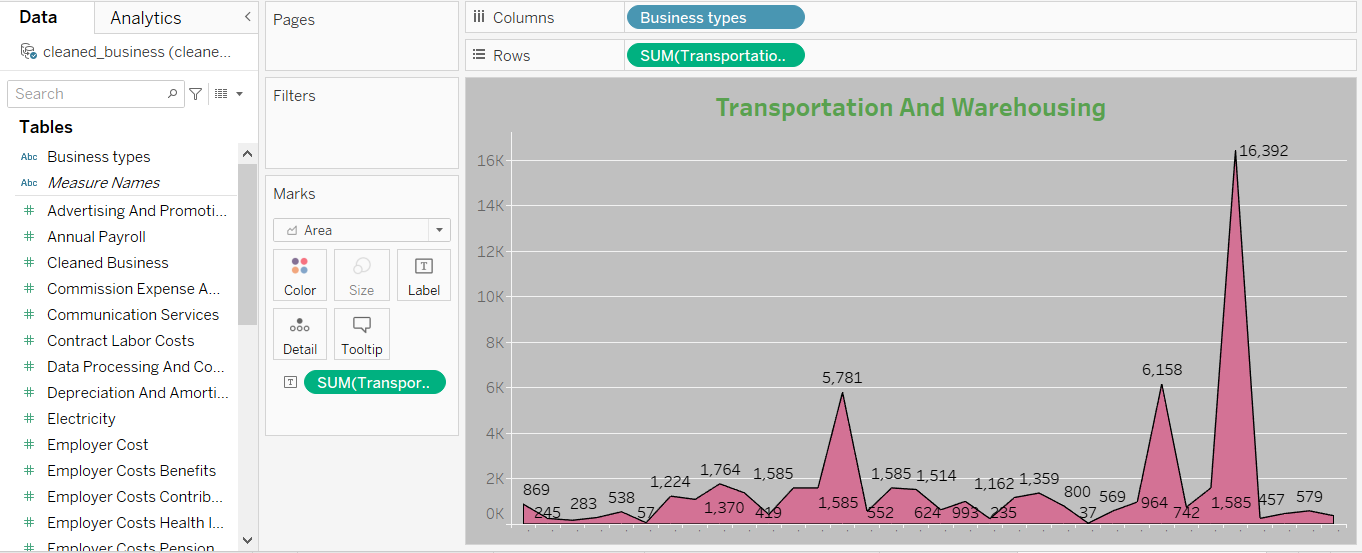 Data
Analytics
cleaned_business (cleane...
Search
Tables
Abc Business types
Abc Measure Names
# Advertising And Promoti...
# Annual Payroll
# Cleaned Business
# Commission Expense A...
# Communication Services
# Contract Labor Costs
# Data Processing And Co...
# Depreciation And Amorti...
# Electricity
# Employer Cost
# Employer Costs Benefits
# Employer Costs Contrib...
# Employer Costs Health I...
# Employer Costs Pension
Pages
Filters
Marks
Area
Color Size Label
Detail Tooltip
SUM(Transpor..
Columns Business types
Rows SUM(Transportatio..
Transportation And Warehousing
16K
14K
12K
10K
8K
6K
4K
2K
0K
16,392
5,781 6,158
869 283 538 1,224 1,764 1,585 1,585 1,514 1,162 1,359 800 569 457 579
245 57 1,370 419 1,585 552 624 993 235 37 964 742 1,585